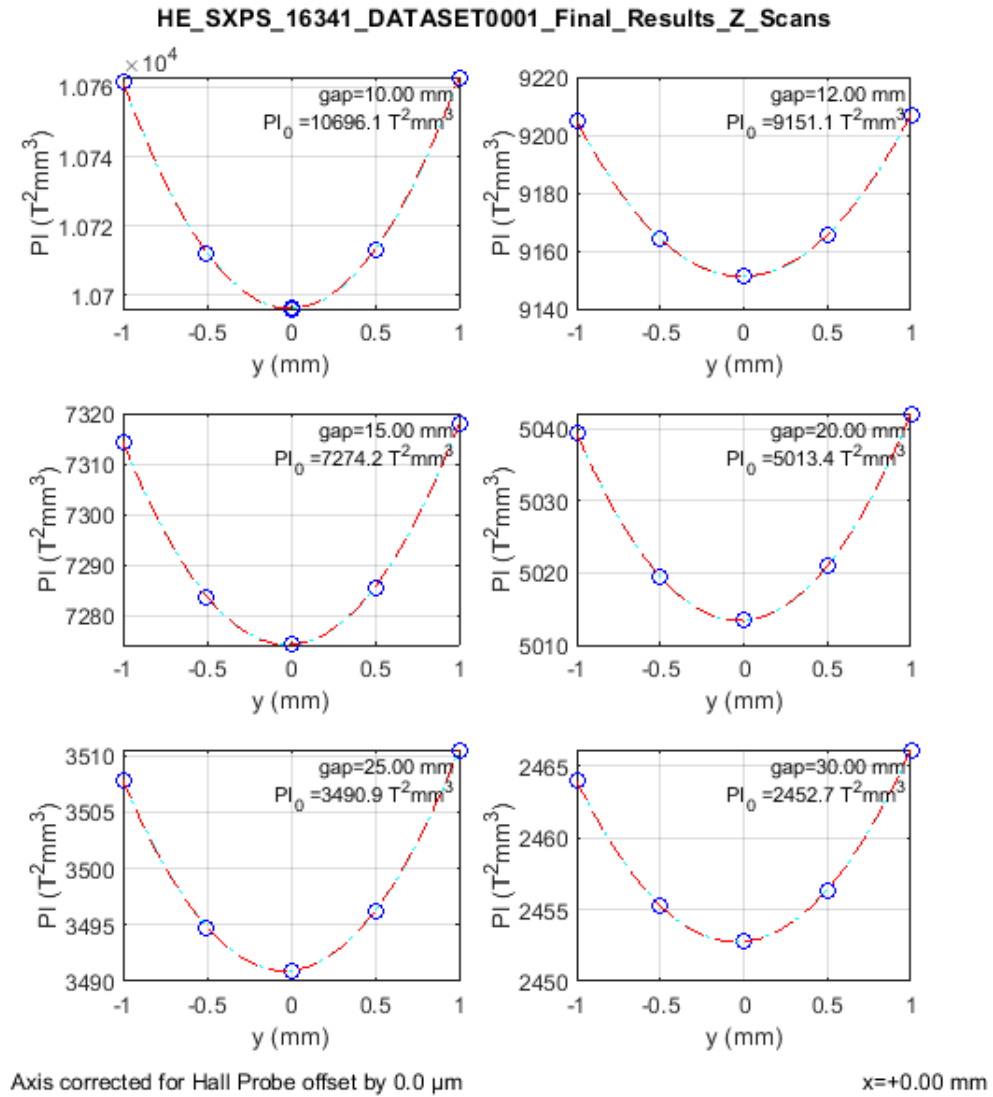 HE_SXPS_16341_DATASET0001_Final_Results_Z_Scans
×10⁴
1.076
1.074
1.072
1.07
PI (T²mm³)
gap=10.00 mm
PI₀ =10696.1 T²mm³
-1 -0.5 0 0.5 1
y (mm)
9220
9200
9180
9160
9140
PI (T²mm³)
gap=12.00 mm
PI₀ =9151.1 T²mm³
-1 -0.5 0 0.5 1
y (mm)
7320
7310
7300
7290
7280
PI (T²mm³)
gap=15.00 mm
PI₀ =7274.2 T²mm³
-1 -0.5 0 0.5 1
y (mm)
5040
5030
5020
5010
PI (T²mm³)
gap=20.00 mm
PI₀ =5013.4 T²mm³
-1 -0.5 0 0.5 1
y (mm)
3510
3505
3500
3495
3490
PI (T²mm³)
gap=25.00 mm
PI₀ =3490.9 T²mm³
-1 -0.5 0 0.5 1
y (mm)
2465
2460
2455
2450
PI (T²mm³)
gap=30.00 mm
PI₀ =2452.7 T²mm³
-1 -0.5 0 0.5 1
y (mm)
Axis corrected for Hall Probe offset by 0.0 μm
x=+0.00 mm